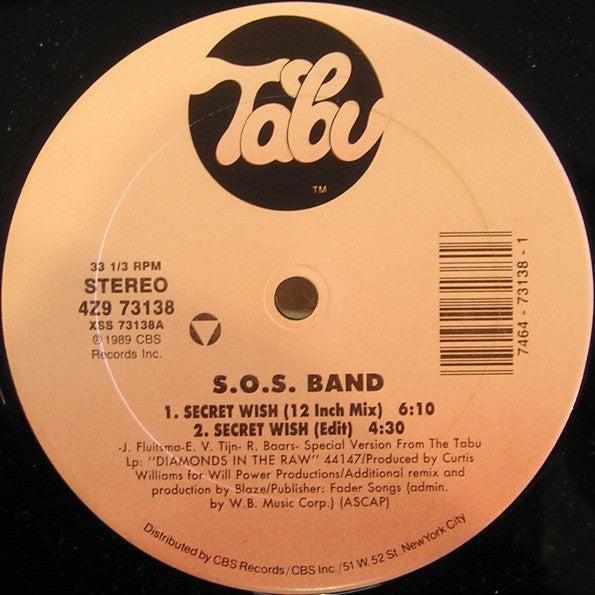 Tabu
TM
33 1/3 RPM
STEREO
4Z9 73138
XSS 73138A
℗ 1989 CBS
Records Inc.
7464 - 73138 - 1
S.O.S. BAND
1. SECRET WISH (12 Inch Mix) 6:10
2. SECRET WISH (Edit) 4:30
-J. Fluitsma-E. V. Tijn- R. Baars- Special Version From The Tabu
Lp: "DIAMONDS IN THE RAW" 44147/Produced by Curtis
Williams for Will Power Productions/Additional remix and
production by Blaze/Publisher: Fader Songs (admin.
by W.B. Music Corp.) (ASCAP)
Distributed by CBS Records/CBS Inc./51 W. 52 St. New York City